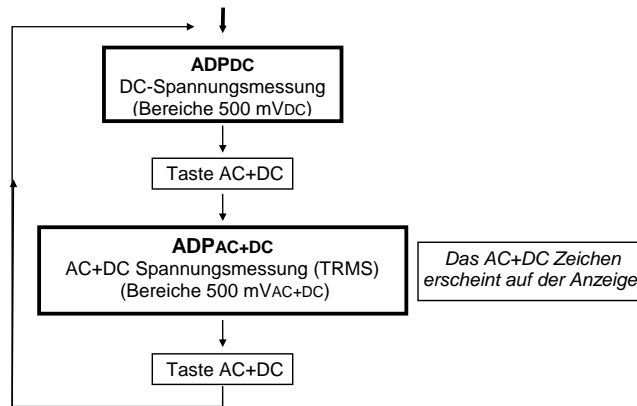 ADPDC
DC-Spannungsmessung
(Bereiche 500 mVDC)
Taste AC+DC
ADPAC+DC
AC+DC Spannungsmessung (TRMS)
(Bereiche 500 mVAC+DC)
Das AC+DC Zeichen
erscheint auf der Anzeige
Taste AC+DC